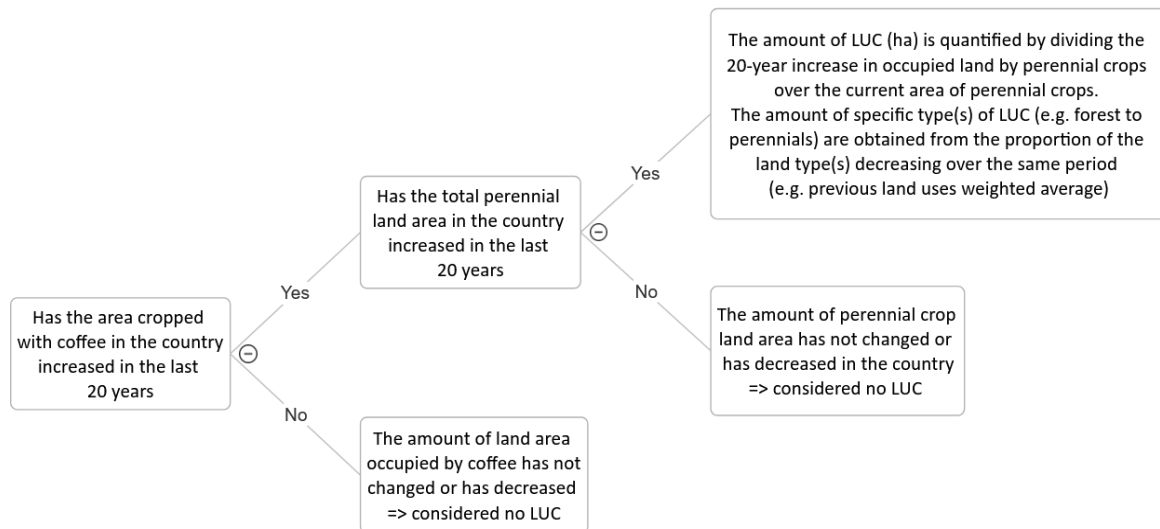 Has the area cropped
with coffee in the country
increased in the last
20 years
Yes
No
Has the total perennial
land area in the country
increased in the last
20 years
The amount of land area
occupied by coffee has not
changed or has decreased
=> considered no LUC
Yes
No
The amount of LUC (ha) is quantified by dividing the
20-year increase in occupied land by perennial crops
over the current area of perennial crops.
The amount of specific type(s) of LUC (e.g. forest to
perennials) are obtained from the proportion of the
land type(s) decreasing over the same period
(e.g. previous land uses weighted average)
The amount of perennial crop
land area has not changed or
has decreased in the country
=> considered no LUC